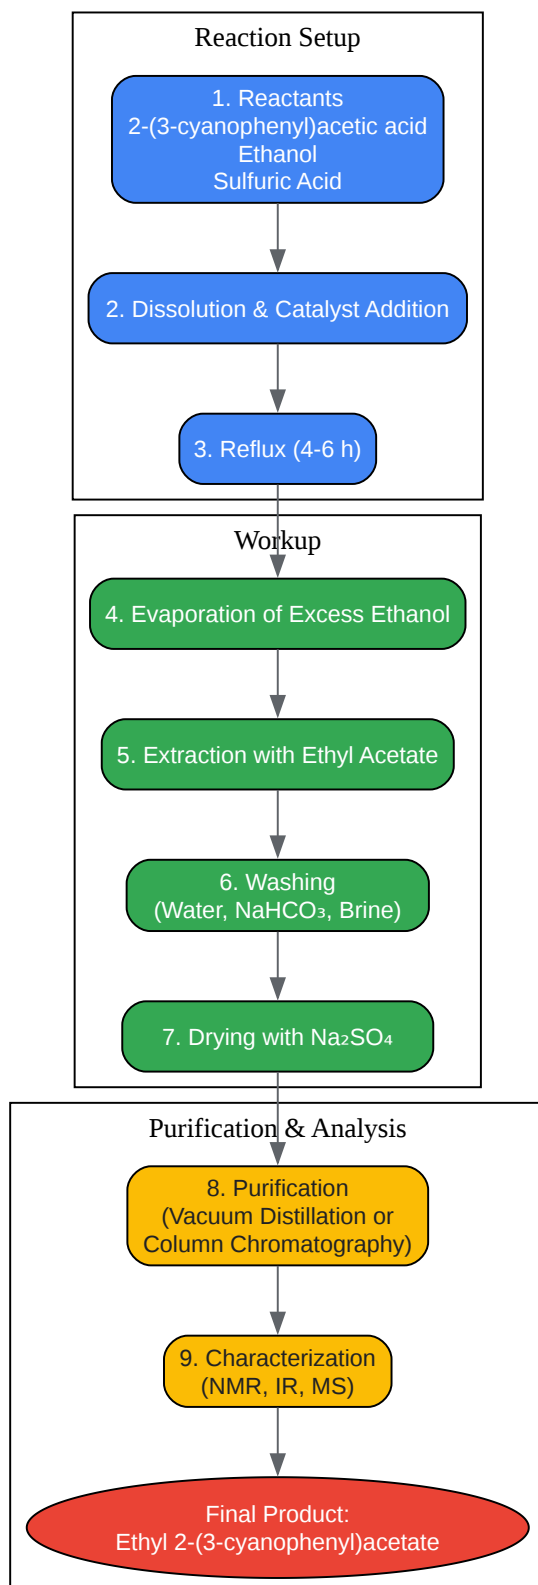 Reaction Setup
1. Reactants
2-(3-cyanophenyl)acetic acid
Ethanol
Sulfuric Acid
2. Dissolution & Catalyst Addition
3. Reflux (4-6 h)
Workup
4. Evaporation of Excess Ethanol
5. Extraction with Ethyl Acetate
6. Washing
(Water, NaHCO₃, Brine)
7. Drying with Na₂SO₄
Purification & Analysis
8. Purification
(Vacuum Distillation or
Column Chromatography)
9. Characterization
(NMR, IR, MS)
Final Product:
Ethyl 2-(3-cyanophenyl)acetate